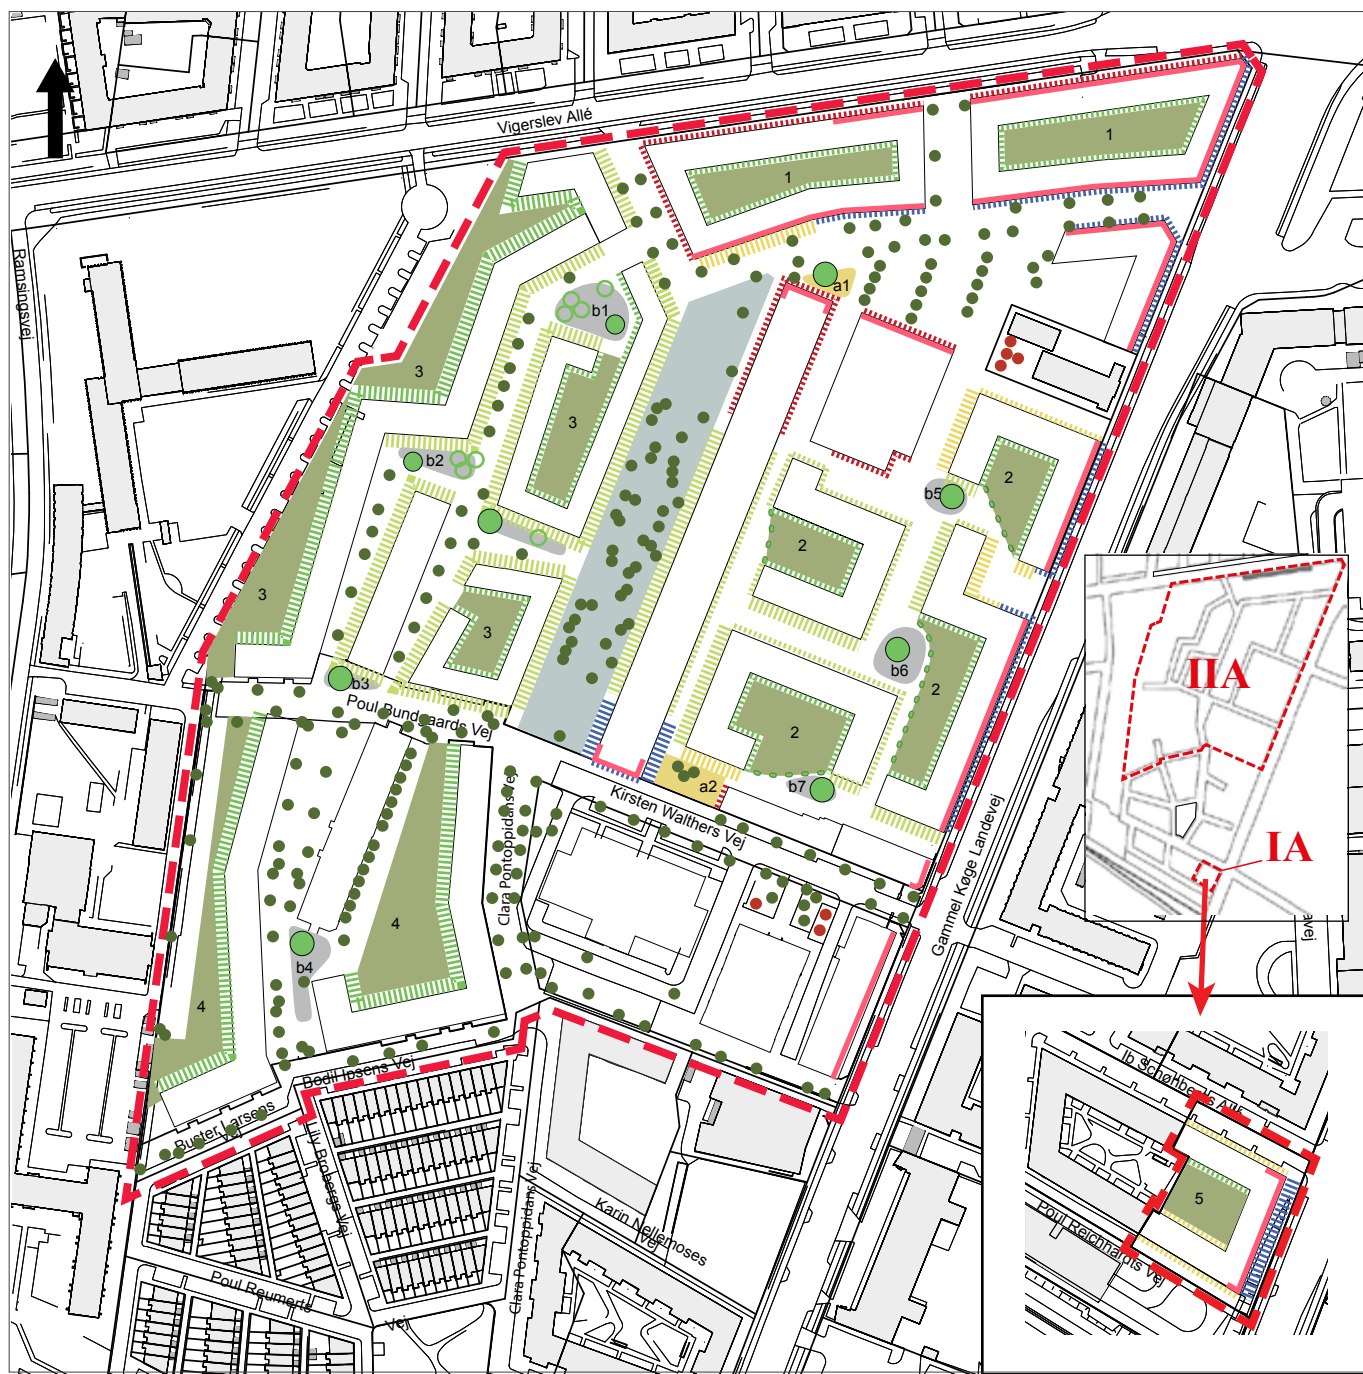 Vigerslev Allé
1
1
Ramsingsvej
a1
b1
3
3
b2
2
b5
2
3
3
b6
2
b3
Poul Bundgaards Vej
2
b7
a2
Kirsten Walthers Vej
Clara Pontoppidans Vej
Gammel Køge Landevej
IIA
IA
4
b4
4
Bodil Ipsens Vej
Buster Larsens
Vej
Lily Brobergs Vej
Clara Pontoppidans Vej
Karin Nellemoses
Vej
Poul Reumerts
Vej
Ib Schønbergs Allé
5
Poul Reichhardts Vej